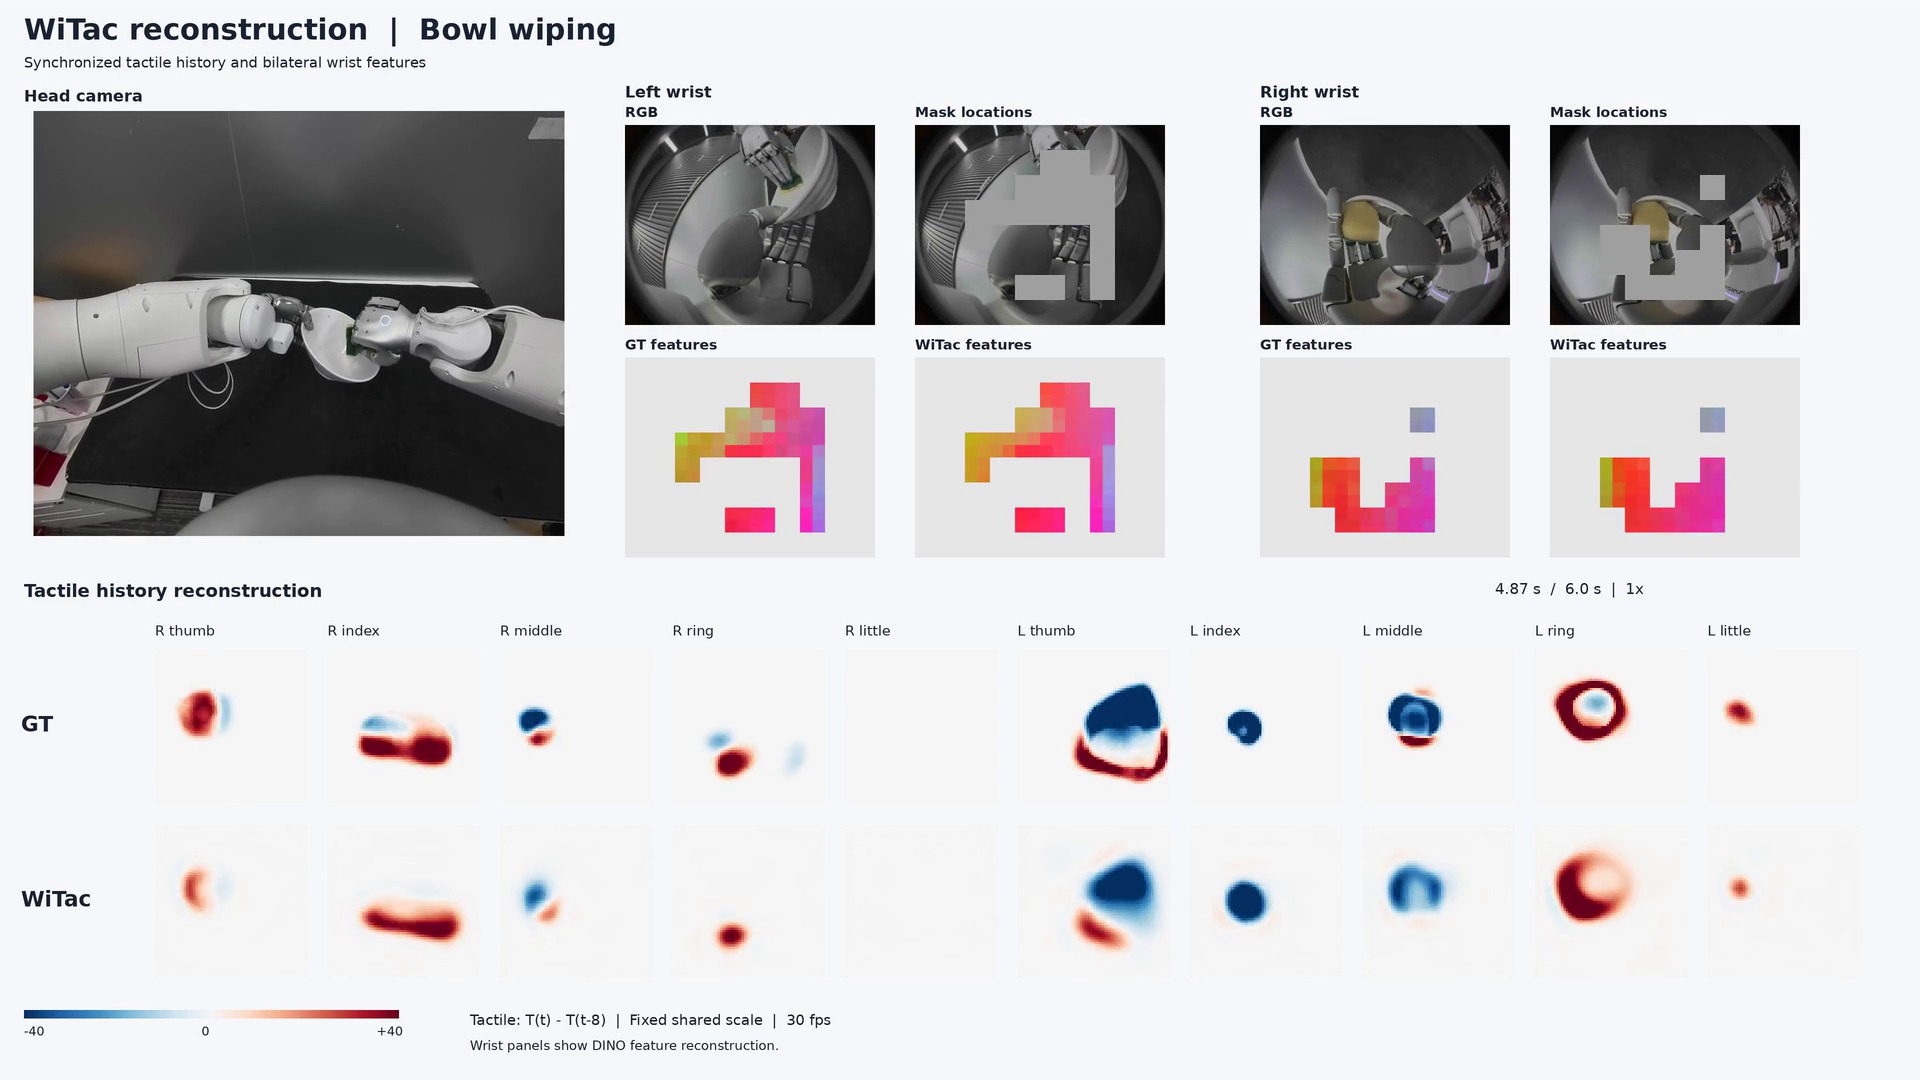 WiTac reconstruction | Bowl wiping
Synchronized tactile history and bilateral wrist features
Head camera
Left wrist
RGB
Mask locations
Right wrist
RGB
Mask locations
GT features
WiTac features
GT features
WiTac features
Tactile history reconstruction
4.87 s / 6.0 s | 1x
R thumb
R index
R middle
R ring
R little
L thumb
L index
L middle
L ring
L little
GT
WiTac
-40
0
+40
Tactile: T(t) - T(t-8) | Fixed shared scale | 30 fps
Wrist panels show DINO feature reconstruction.